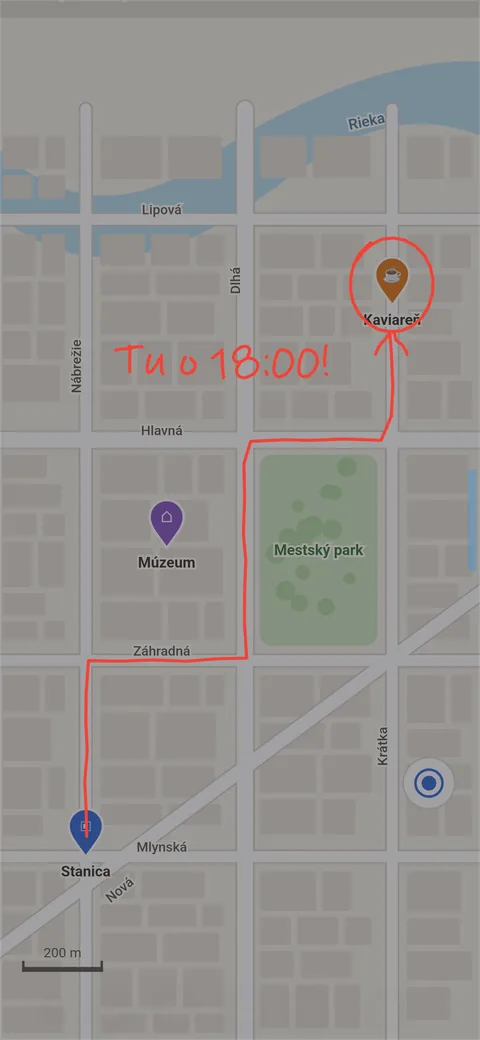 Rieka
Lipová
Dlhá
Kaviareň
Nábrežie
Tu o 18:00!
Hlavná
Mestský park
Múzeum
Záhradná
Krátka
Mlynská
Stanica
Nová
200 m